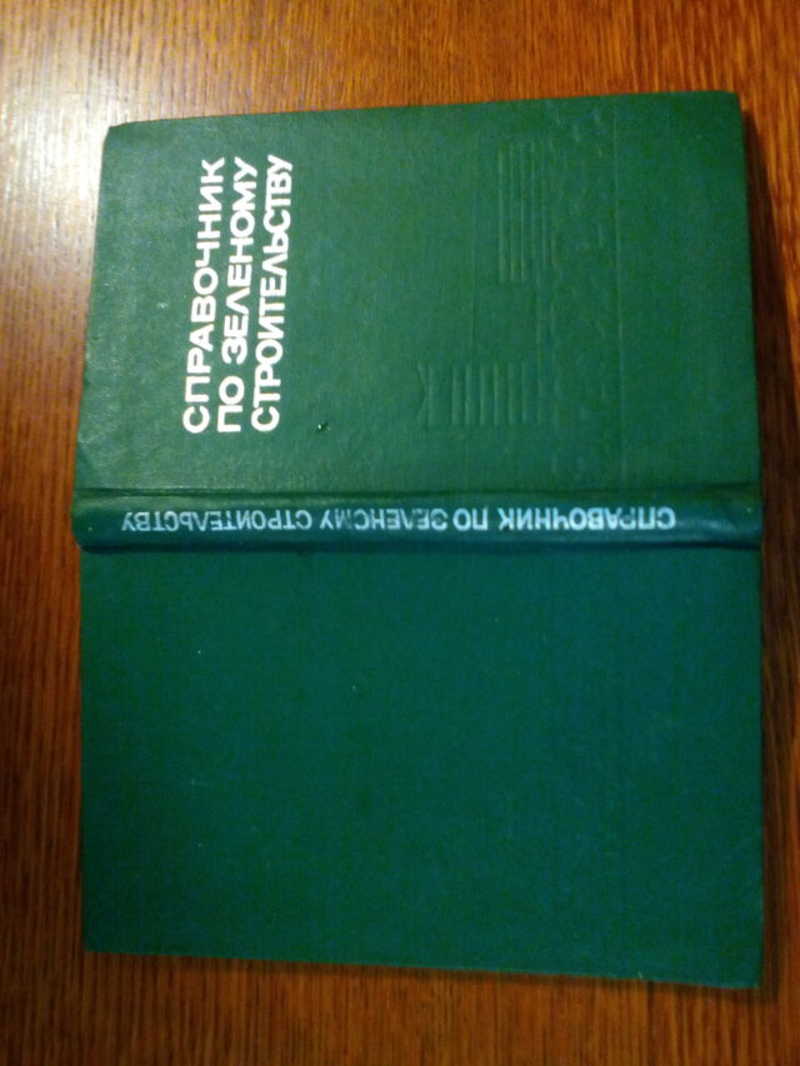 СПРАВОЧНИК
ПО ЗЕЛЕНОМУ
СТРОИТЕЛЬСТВУ
СПРАВОЧНИК ПО ЗЕЛЕНОМУ СТРОИТЕЛЬСТВУ